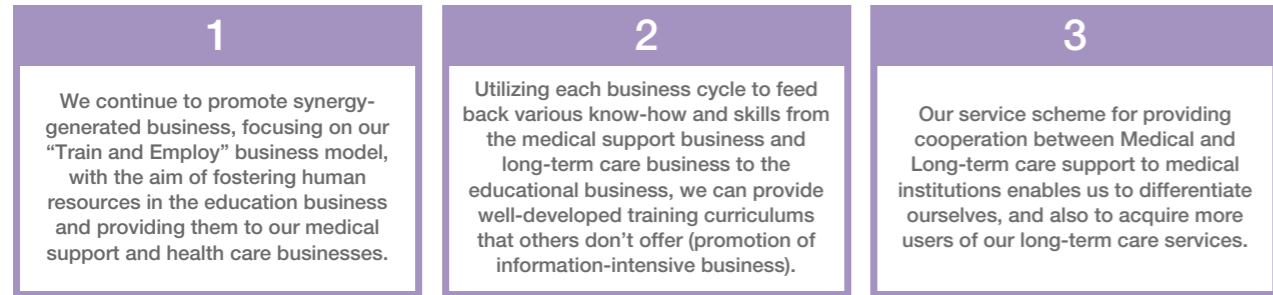 1
We continue to promote synergy-
generated business, focusing on our
“Train and Employ” business model,
with the aim of fostering human
resources in the education business
and providing them to our medical
support and health care businesses.
2
Utilizing each business cycle to feed
back various know-how and skills from
the medical support business and
long-term care business to the
educational business, we can provide
well-developed training curriculums
that others don’t offer (promotion of
information-intensive business).
3
Our service scheme for providing
cooperation between Medical and
Long-term care support to medical
institutions enables us to differentiate
ourselves, and also to acquire more
users of our long-term care services.